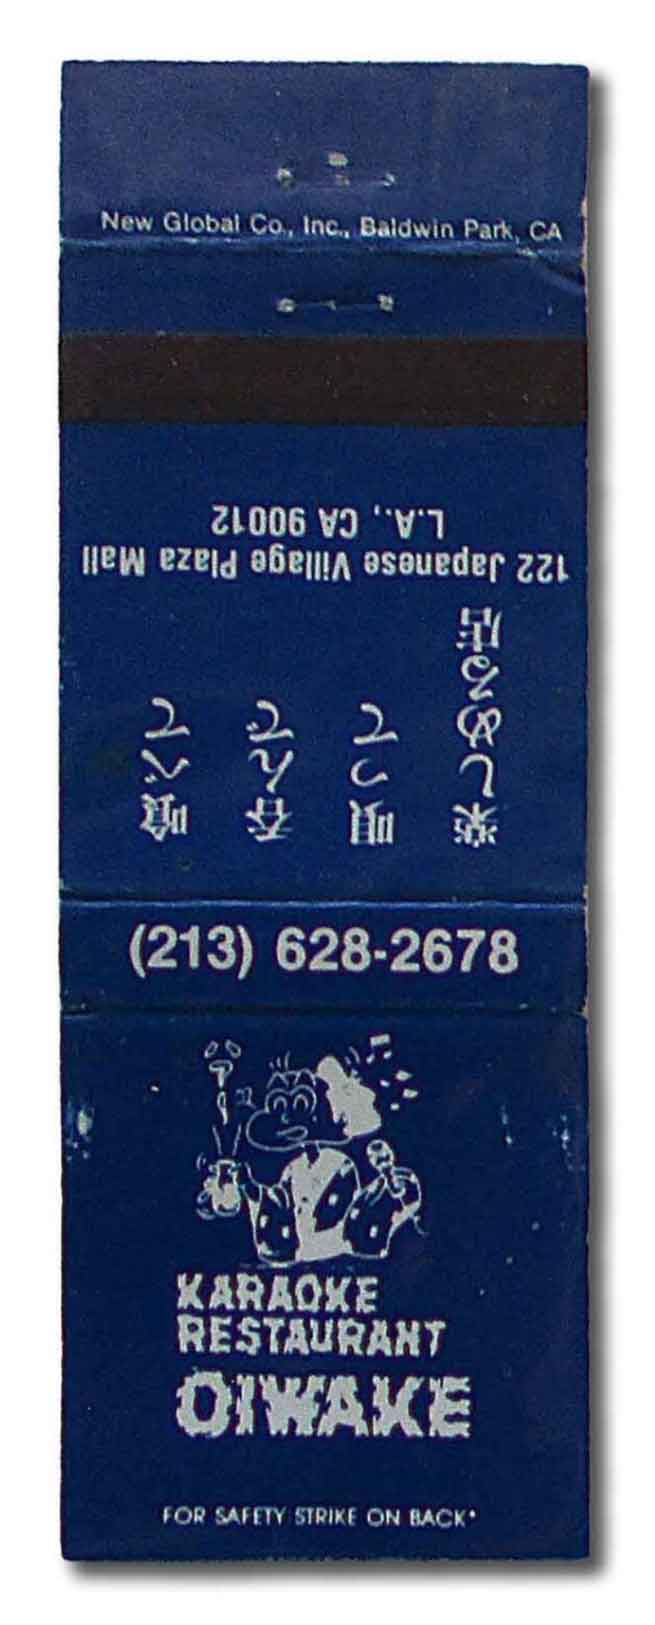 New Global Co., Inc., Baldwin Park, CA
喰べて
呑んで
唄って
楽しめる店
122 Japanese Village Plaza Mall
L.A., CA 90012
(213) 628-2678
KARAOKE
RESTAURANT
OIWAKE
FOR SAFETY STRIKE ON BACK*